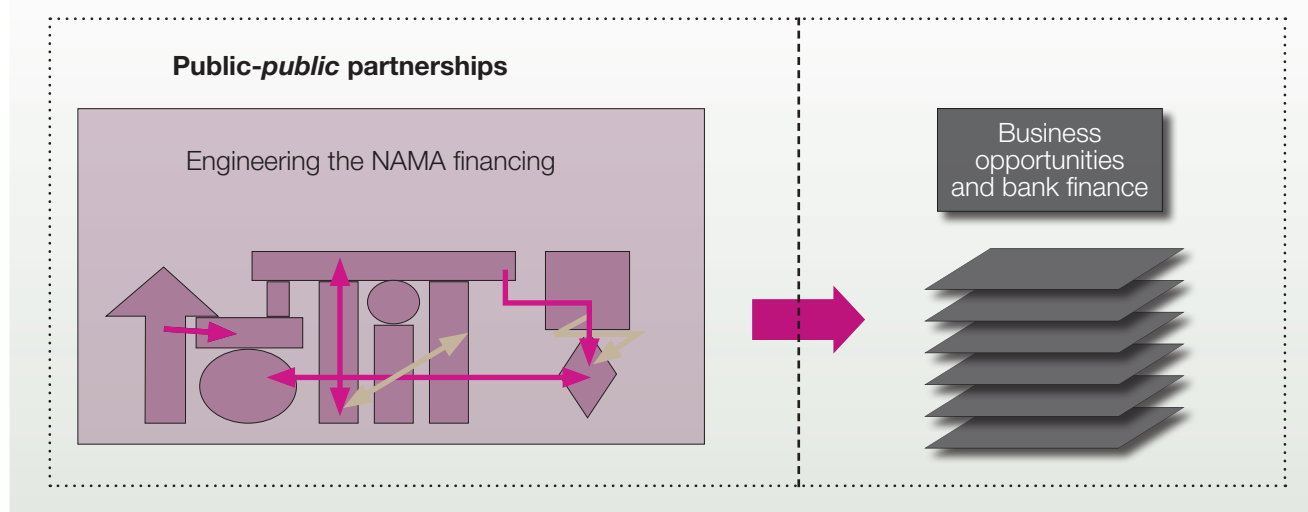 Public-public partnerships
Engineering the NAMA financing
Business
opportunities
and bank finance